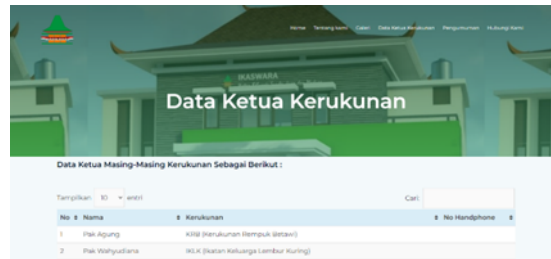 Home Tentang kami Galeri Data Ketua Kerukunan Pengumuman Hubungi Kami
IKASWARA
Data Ketua Kerukunan
Data Ketua Masing-Masing Kerukunan Sebagai Berikut :
Tampilkan 10 entri Cari:
No Nama Kerukunan No Handphone
1 Pak Agung KRB (Kerukunan Rempuk Betawi)
2 Pak Wahyudiana IKLK (Ikatan Keluarga Lembur Kuring)